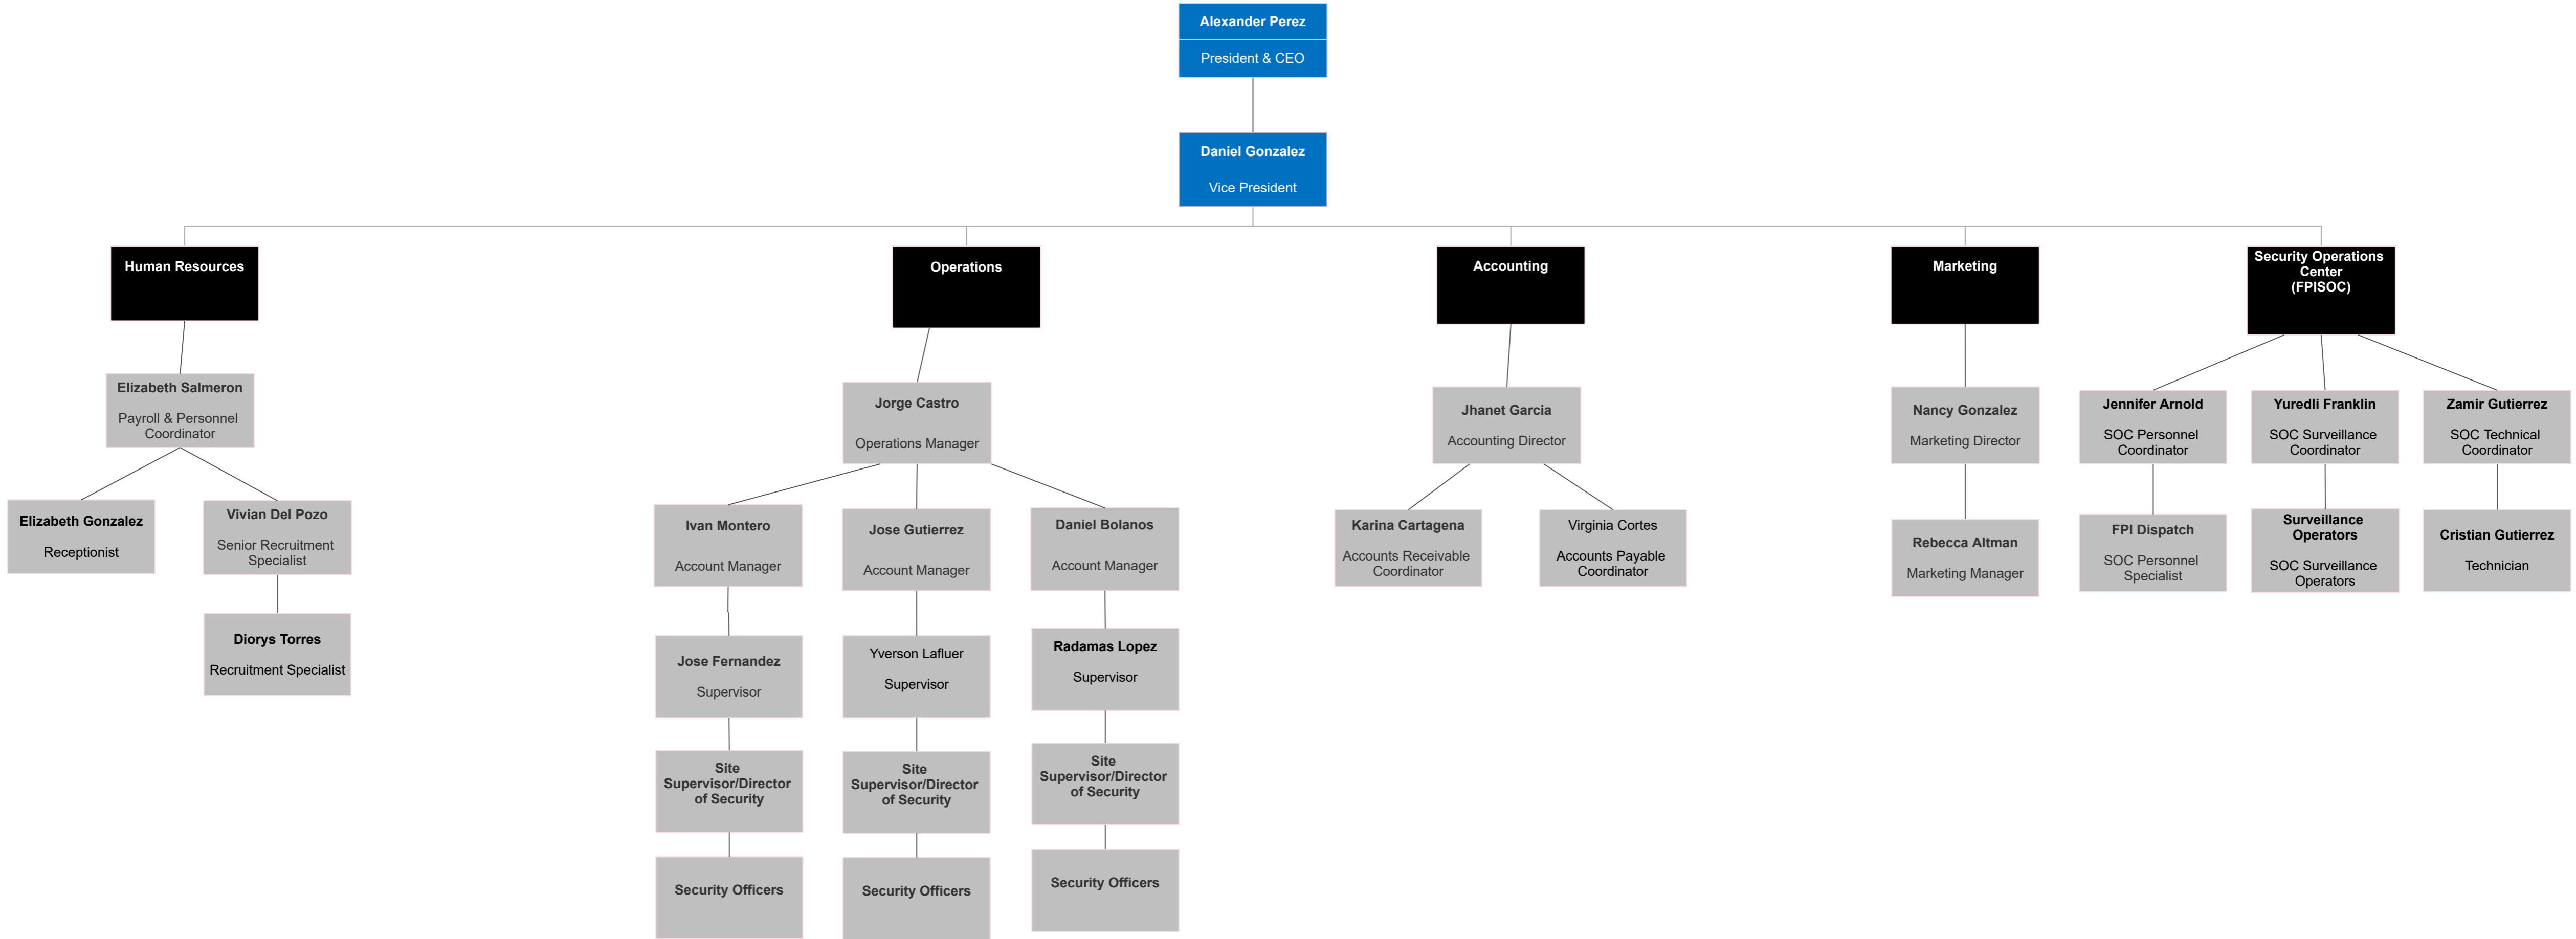 Alexander Perez
President & CEO
Daniel Gonzalez
Vice President
Human Resources
Operations
Accounting
Marketing
Security Operations
Center
(FPISOC)
Elizabeth Salmeron
Payroll & Personnel
Coordinator
Elizabeth Gonzalez
Receptionist
Vivian Del Pozo
Senior Recruitment
Specialist
Diorys Torres
Recruitment Specialist
Jorge Castro
Operations Manager
Ivan Montero
Account Manager
Jose Fernandez
Supervisor
Site
Supervisor/Director
of Security
Security Officers
Jose Gutierrez
Account Manager
Yverson Lafluer
Supervisor
Site
Supervisor/Director
of Security
Security Officers
Daniel Bolanos
Account Manager
Radamas Lopez
Supervisor
Site
Supervisor/Director
of Security
Security Officers
Jhanet Garcia
Accounting Director
Karina Cartagena
Accounts Receivable
Coordinator
Virginia Cortes
Accounts Payable
Coordinator
Nancy Gonzalez
Marketing Director
Rebecca Altman
Marketing Manager
Jennifer Arnold
SOC Personnel
Coordinator
FPI Dispatch
SOC Personnel
Specialist
Yuredli Franklin
SOC Surveillance
Coordinator
Surveillance
Operators
SOC Surveillance
Operators
Zamir Gutierrez
SOC Technical
Coordinator
Cristian Gutierrez
Technician